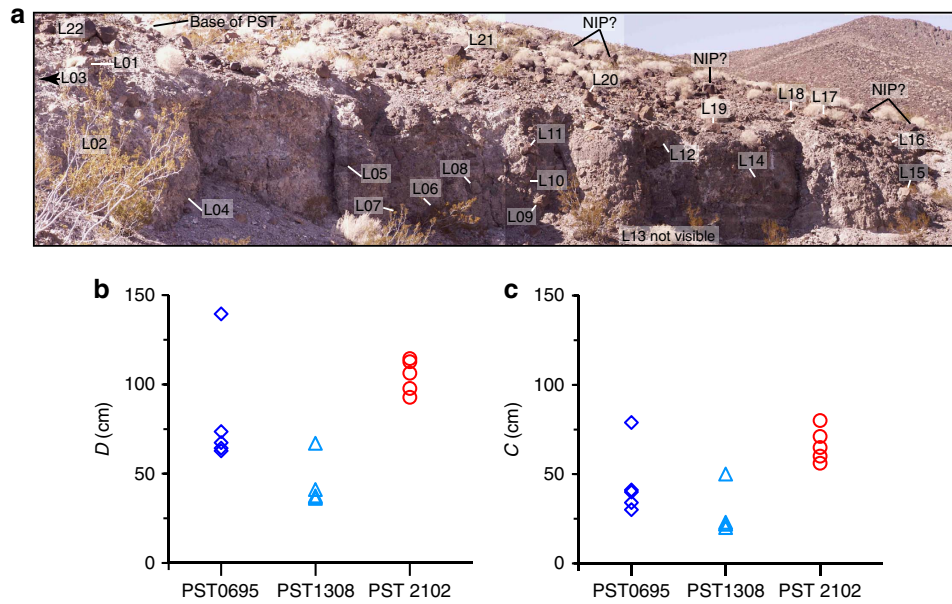 a
Base of PST
L22
L01
L03
L02
L04
L05
L07
L06
L08
L21
NIP?
L20
L11
L10
L09
NIP?
L19
L18
L17
NIP?
L16
L12
L14
L15
L13 not visible
b
150
100
50
0
D (cm)
PST0695 PST1308 PST 2102
c
150
100
50
0
C (cm)
PST0695 PST1308 PST 2102